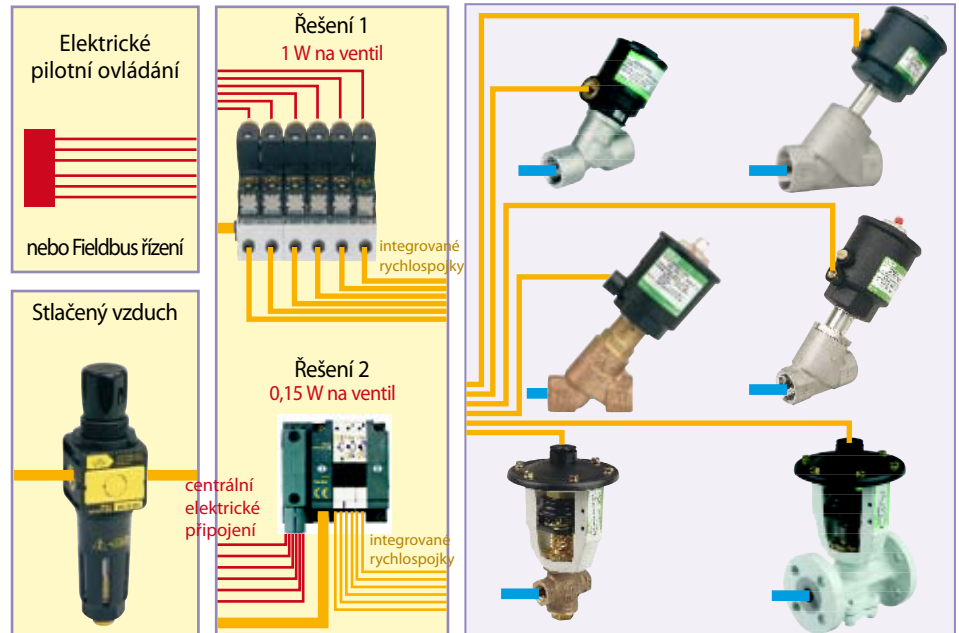 Elektrické
pilotní ovládání
nebo Fieldbus řízení
Stlačený vzduch
Řešení 1
1 W na ventil
integrované
rychlospojky
Řešení 2
0,15 W na ventil
centrální
elektrické
připojení
integrované
rychlospojky